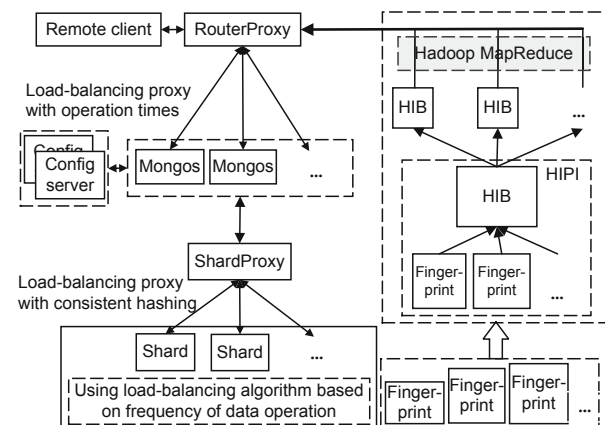 Remote client
RouterProxy
Hadoop MapReduce
Load-balancing proxy
with operation times
HIB
HIB
...
Config
Config
server
Mongos
Mongos
...
HIPI
HIB
ShardProxy
Finger-
print
Finger-
print
...
Load-balancing proxy
with consistent hashing
Shard
Shard
...
Using load-balancing algorithm based
on frequency of data operation
Finger-
print
Finger-
print
Finger-
print
...